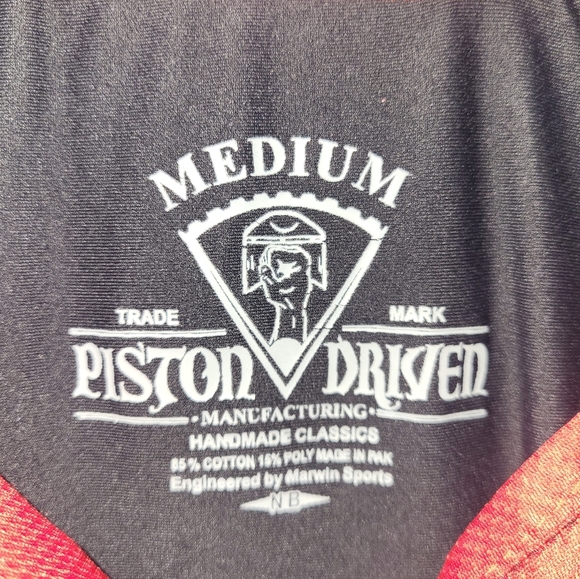 MEDIUM
TRADE MARK
PISTON DRIVEN
· MANUFACTURING ·
HANDMADE CLASSICS
85 % COTTON 15% POLY MADE IN PAK
Engineered by Marwin Sports
NB